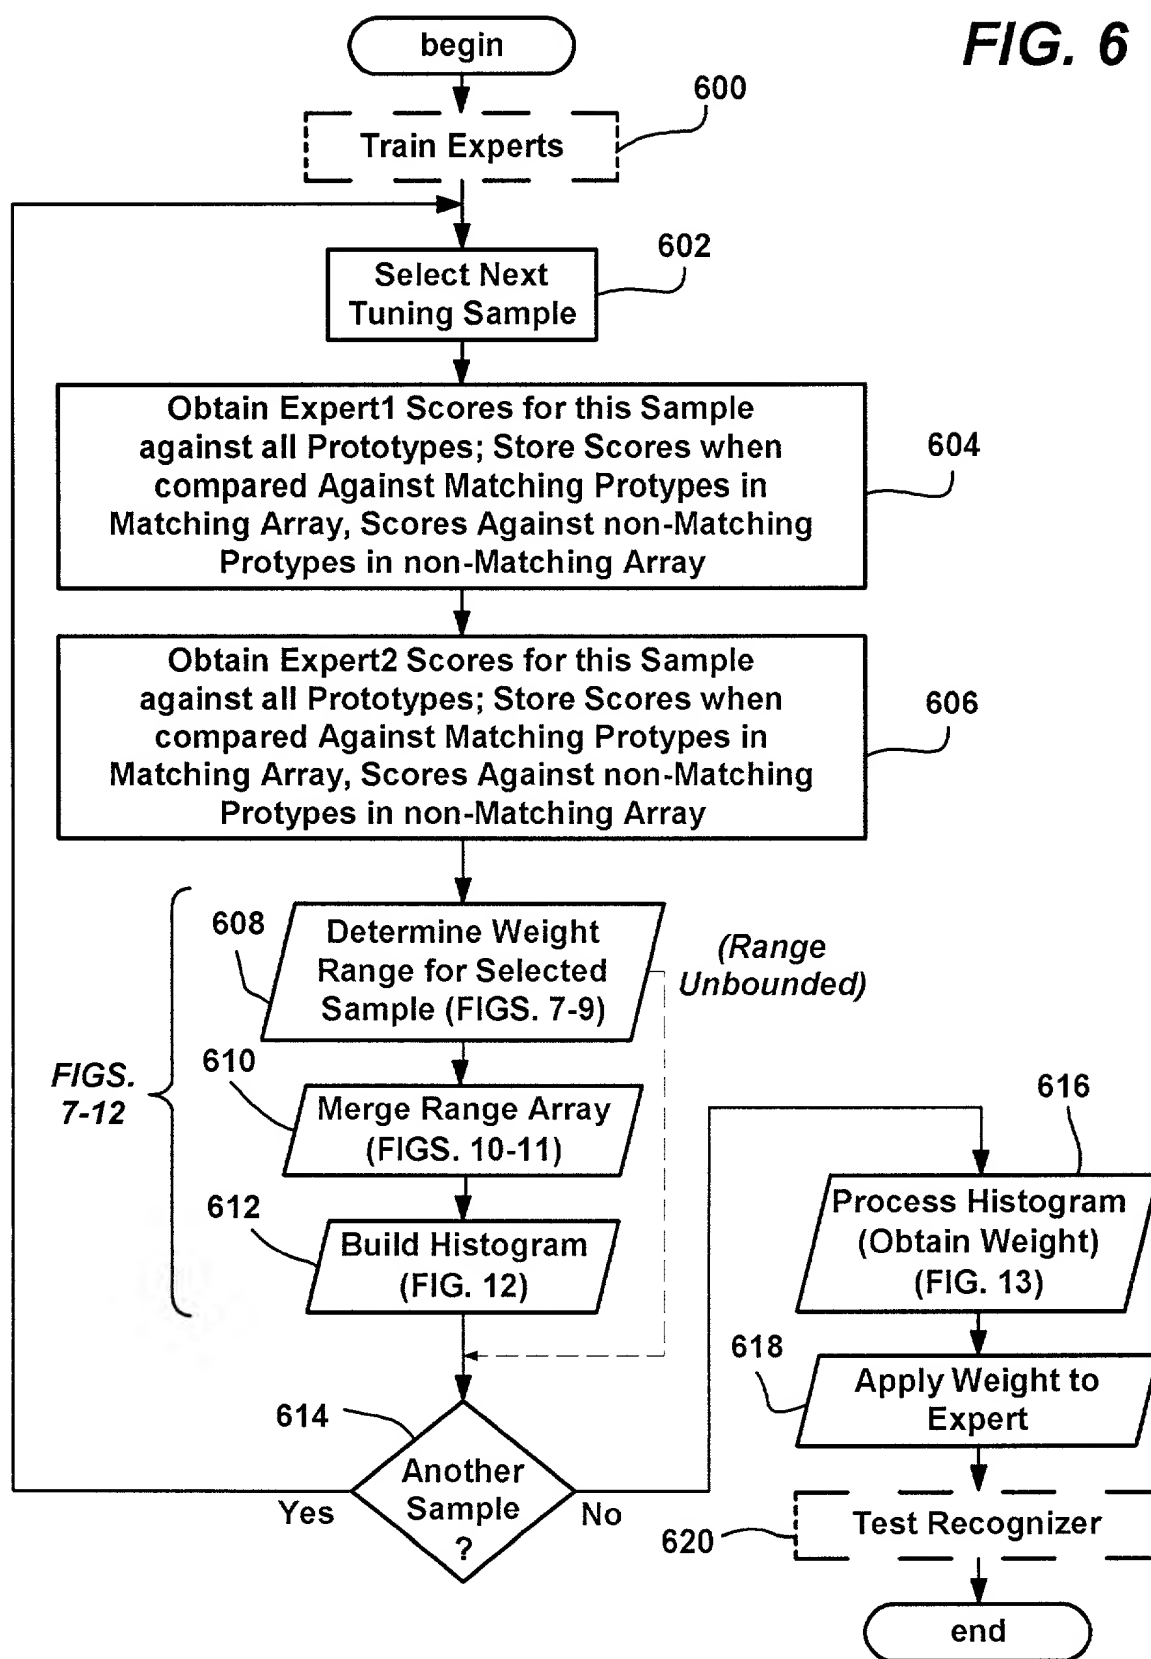 FIG. 6
begin
600
Train Experts
602
Select Next
Tuning Sample
Obtain Expert1 Scores for this Sample
against all Prototypes; Store Scores when
compared Against Matching Protypes in
Matching Array, Scores Against non-Matching
Protypes in non-Matching Array
604
Obtain Expert2 Scores for this Sample
against all Prototypes; Store Scores when
compared Against Matching Protypes in
Matching Array, Scores Against non-Matching
Protypes in non-Matching Array
606
608
Determine Weight
Range for Selected
Sample (FIGS. 7-9)
(Range
Unbounded)
FIGS.
7-12
610
Merge Range Array
(FIGS. 10-11)
612
Build Histogram
(FIG. 12)
614
Another
Sample
?
Yes
No
616
Process Histogram
(Obtain Weight)
(FIG. 13)
618
Apply Weight to
Expert
620
Test Recognizer
end